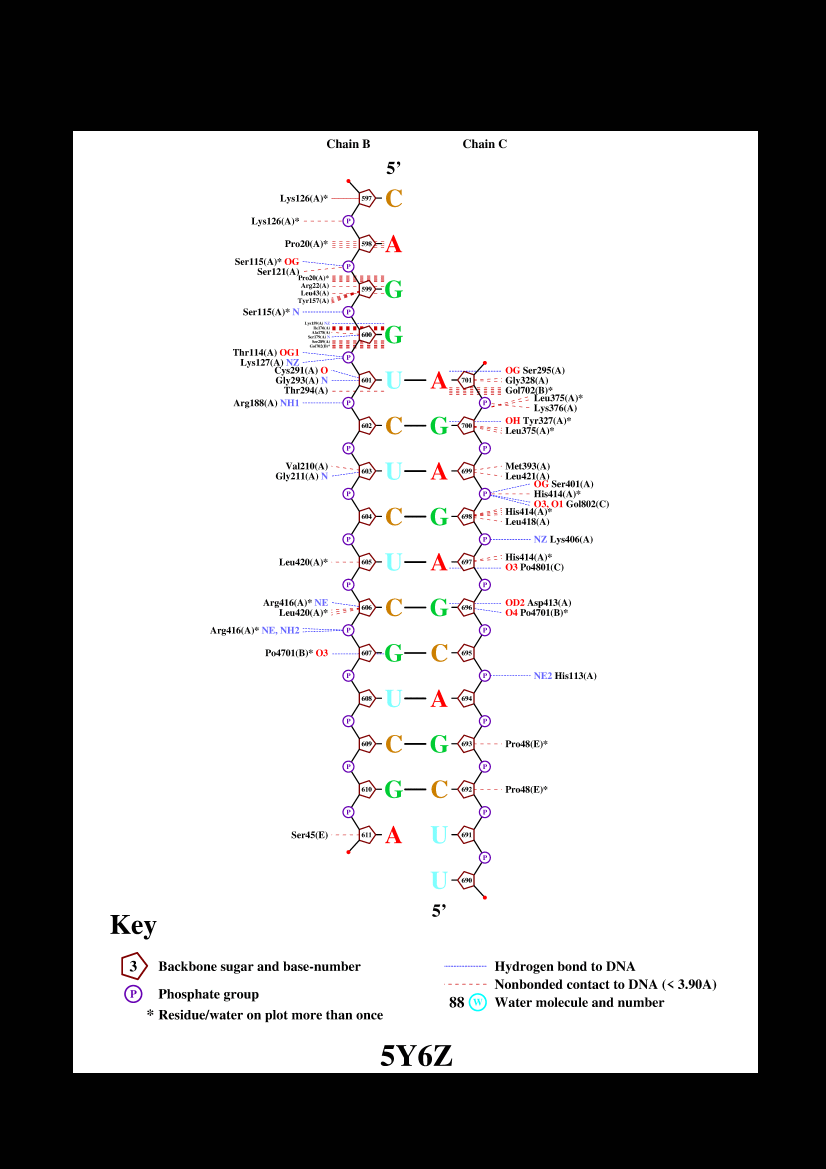 Chain B Chain C
5’
Lys126(A)* 597 C
Lys126(A)* P
Pro20(A)* 598 A
Ser115(A)* OG P
Ser121(A)
Pro20(A)*
Arg22(A) 599 G
Leu43(A)
Tyr157(A)
Ser115(A)* N P
600 G
Thr114(A) OG1 P
Lys127(A) NZ
Cys291(A) O OG Ser295(A)
Gly293(A) N 601 U A 701 Gly328(A)
Thr294(A) Gol702(B)*
Leu375(A)*
Arg188(A) NH1 P P Lys376(A)
OH Tyr327(A)*
602 C G 700 Leu375(A)*
P P
Val210(A) Met393(A)
603 U A 699
Gly211(A) N Leu421(A)
OG Ser401(A)
P P His414(A)*
O3, O1 Gol802(C)
His414(A)*
604 C G 698 Leu418(A)
P P NZ Lys406(A)
Leu420(A)* 605 U A 697 His414(A)*
O3 Po4801(C)
P P
Arg416(A)* NE 606 C G 696 OD2 Asp413(A)
Leu420(A)* O4 Po4701(B)*
Arg416(A)* NE, NH2 P P
Po4701(B)* O3 607 G C 695
P P NE2 His113(A)
608 U A 694
P P
609 C G 693 Pro48(E)*
P P
610 G C 692 Pro48(E)*
P P
Ser45(E) 611 A U 691
P
U 690
5’
Key
3 Backbone sugar and base-number Hydrogen bond to DNA
Nonbonded contact to DNA (< 3.90A)
P Phosphate group
88 W Water molecule and number
* Residue/water on plot more than once
5Y6Z